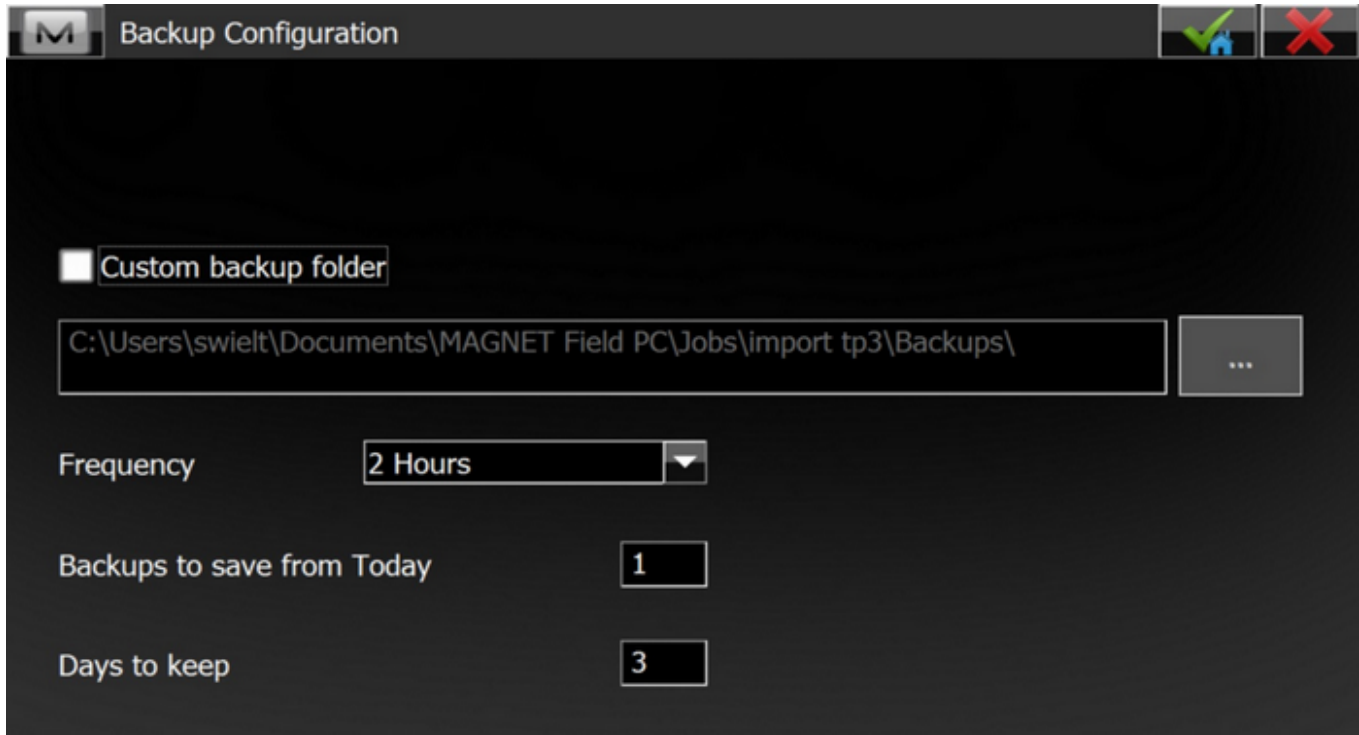 Backup Configuration
Custom backup folder
C:\Users\swielt\Documents\MAGNET Field PC\Jobs\import tp3\Backups\
...
Frequency 2 Hours
Backups to save from Today 1
Days to keep 3